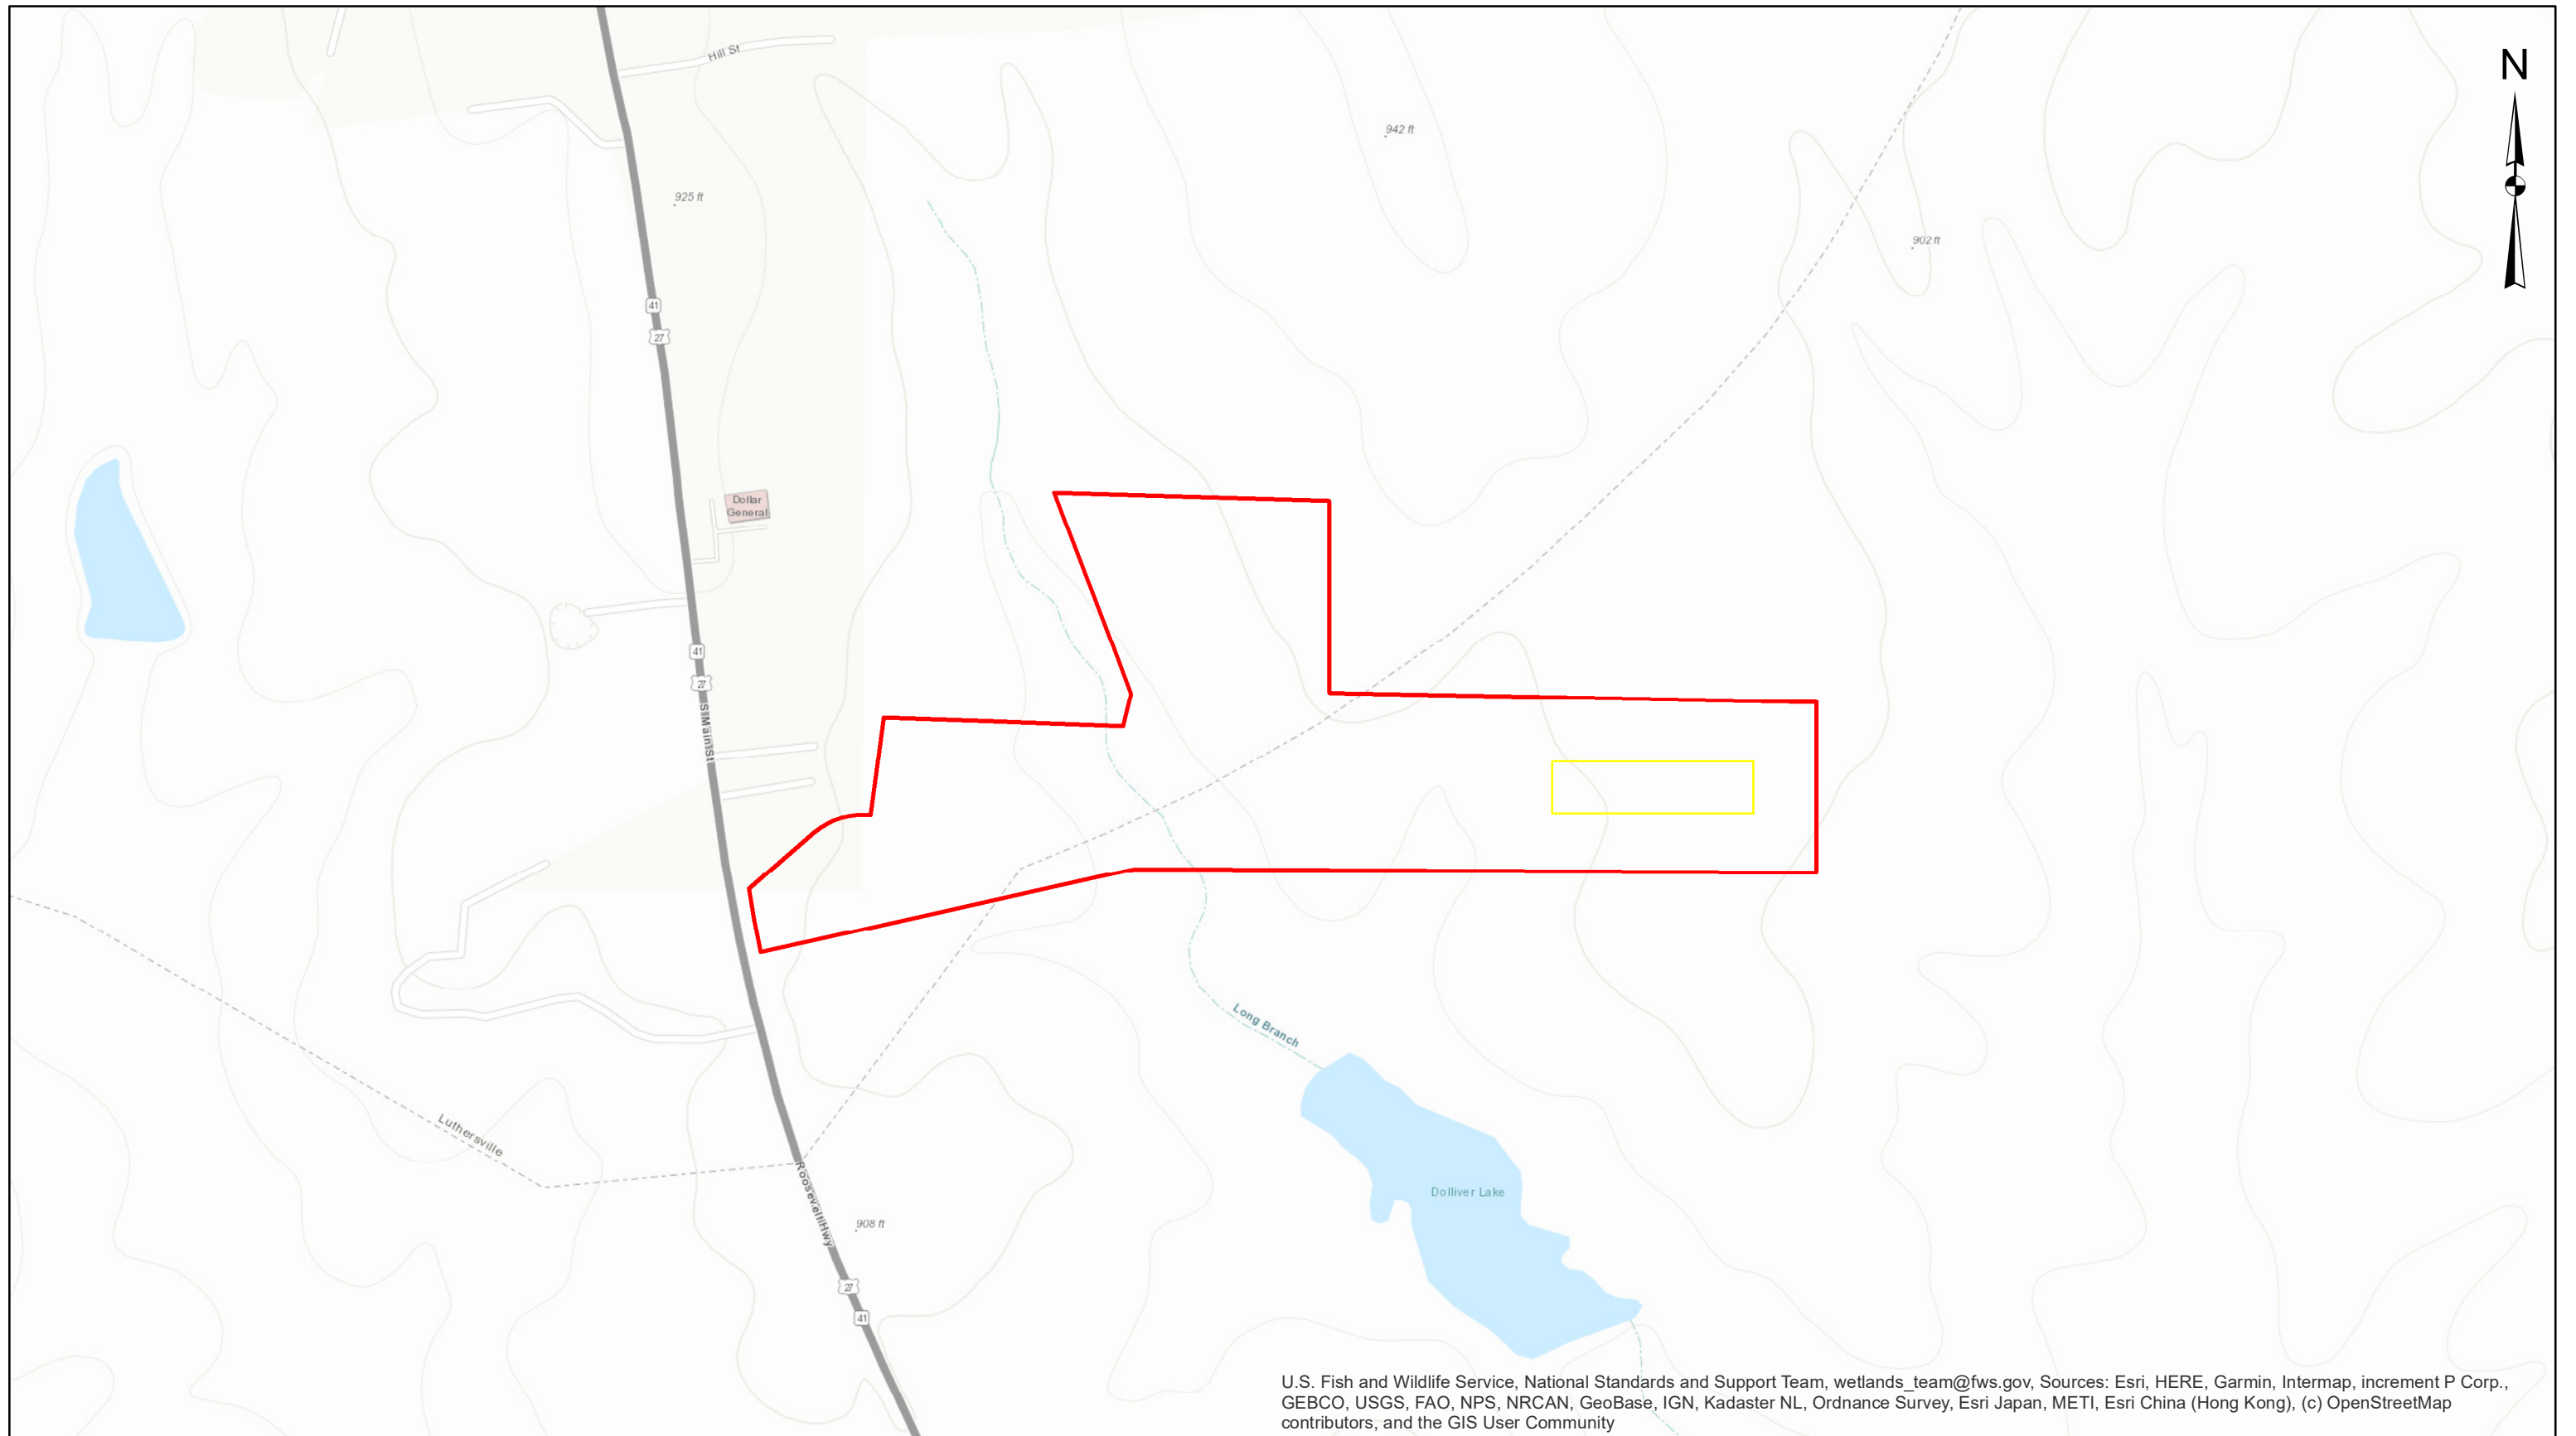 Hill St
N
942 ft
925 ft
902 ft
41
27
Dollar
General
41
27
S Main St
Long Branch
Luthersville
Roosevelt Hwy
Dolliver Lake
908 ft
27
41
U.S. Fish and Wildlife Service, National Standards and Support Team, wetlands_team@fws.gov, Sources: Esri, HERE, Garmin, Intermap, increment P Corp.,
GEBCO, USGS, FAO, NPS, NRCAN, GeoBase, IGN, Kadaster NL, Ordnance Survey, Esri Japan, METI, Esri China (Hong Kong), (c) OpenStreetMap
contributors, and the GIS User Community